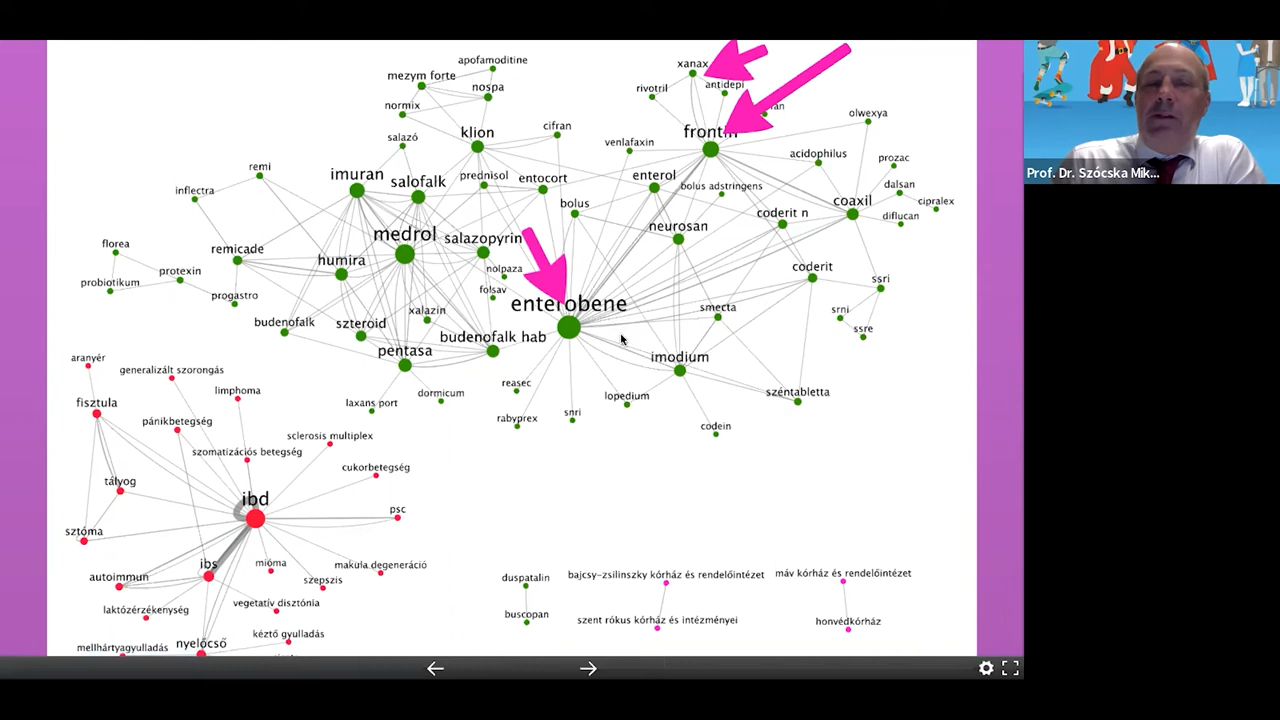 apofamoditine
xanax
mezym forte
nospa
rivotril
antidepi
normix
olwexya
frontin
klion
cifran
salazó
venlafaxin
acidophilus
prozac
remi
imuran
salofalk
prednisol
entocort
enterol
bolus adstringens
dalsan
inflectra
bolus
coderit n
coaxil
cipralex
diflucan
medrol
salazopyrin
neurosan
florea
remicade
humira
nolpaza
coderit
protexin
ssri
probiotikum
progastro
folsav
enterobene
budenofalk
szteroid
xalazin
smecta
srni
ssre
pentasa
budenofalk hab
imodium
aranyér
generalizált szorongás
limphoma
laxans port
dormicum
reasec
lopedium
széntabletta
fisztula
pánikbetegség
rabyprex
snri
codein
szomatizációs betegség
sclerosis multiplex
cukorbetegség
tályog
ibd
psc
sztóma
autoimmun
ibs
mióma
makula degeneráció
szepszis
laktózérzékenység
vegetatív disztónia
mellhártyagyulladás
nyelőcső
kéztő gyulladás
duspatalin
buscopan
bajcsy-zsilinszky kórház és rendelőintézet
szent rókus kórház és intézményei
máv kórház és rendelőintézet
honvédkórház
Prof. Dr. Szócska Mik...